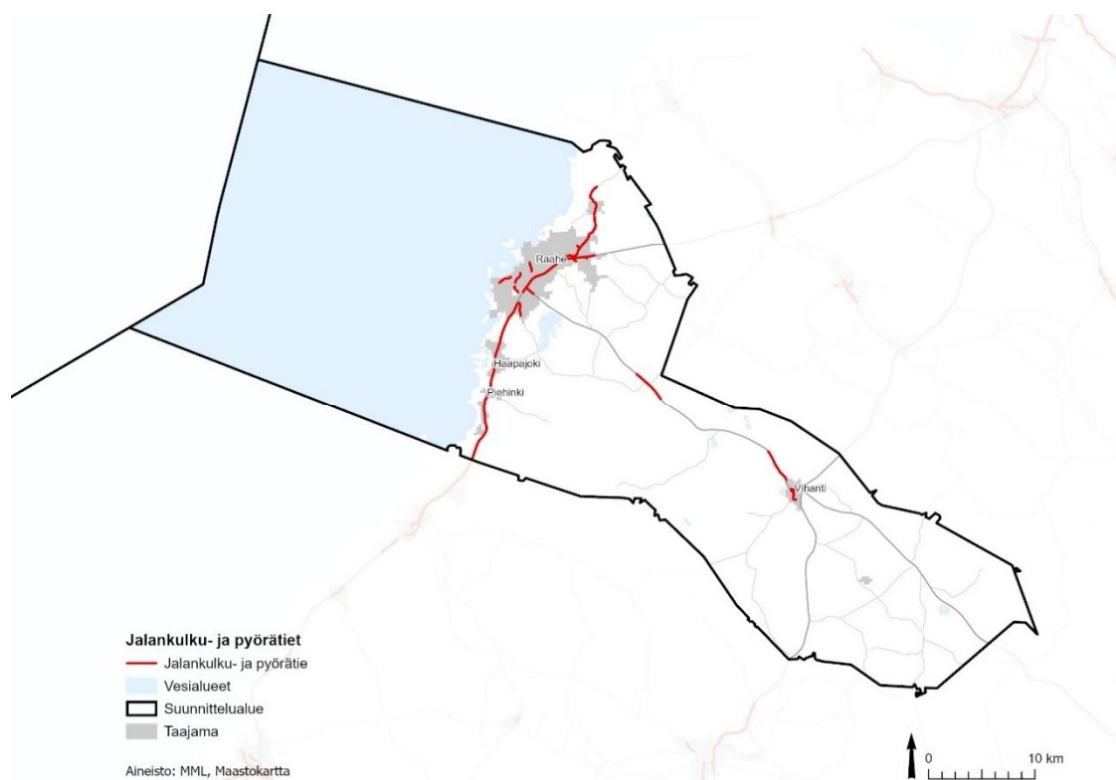 Raahe
Haapajoki
Piehinki
Vihanti
Jalankulku- ja pyörätiet
Jalankulku- ja pyörätie
Vesialueet
Suunnittelualue
Taajama
Aineisto: MML, Maastokartta
0
10 km